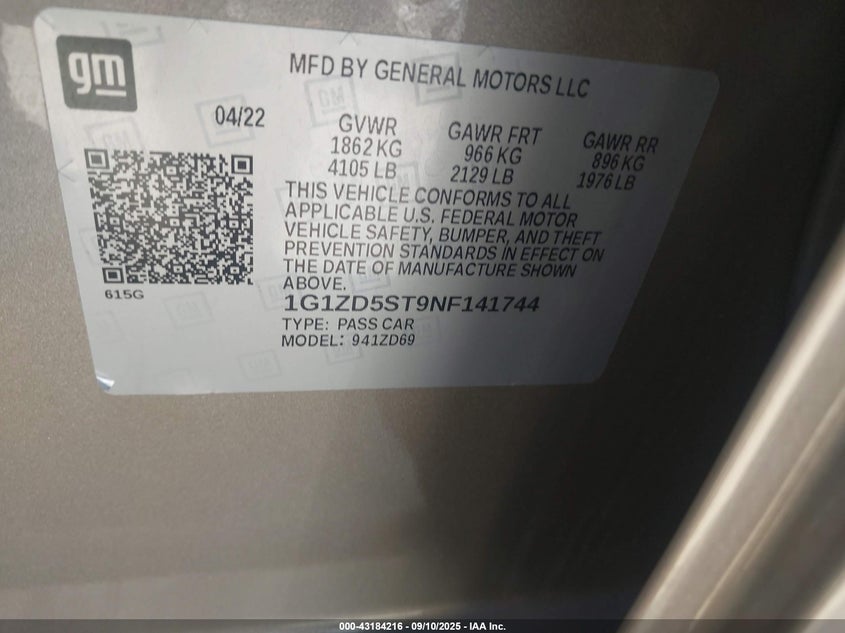 gm
MFD BY GENERAL MOTORS LLC
04/22
GVWR
1862 KG
4105 LB
GAWR FRT
966 KG
2129 LB
GAWR RR
896 KG
1976 LB
THIS VEHICLE CONFORMS TO ALL
APPLICABLE U.S. FEDERAL MOTOR
VEHICLE SAFETY, BUMPER, AND THEFT
PREVENTION STANDARDS IN EFFECT ON
THE DATE OF MANUFACTURE SHOWN
ABOVE.
615G
1G1ZD5ST9NF141744
TYPE: PASS CAR
MODEL: 941ZD69
000-43184216 - 09/10/2025 - IAA Inc.